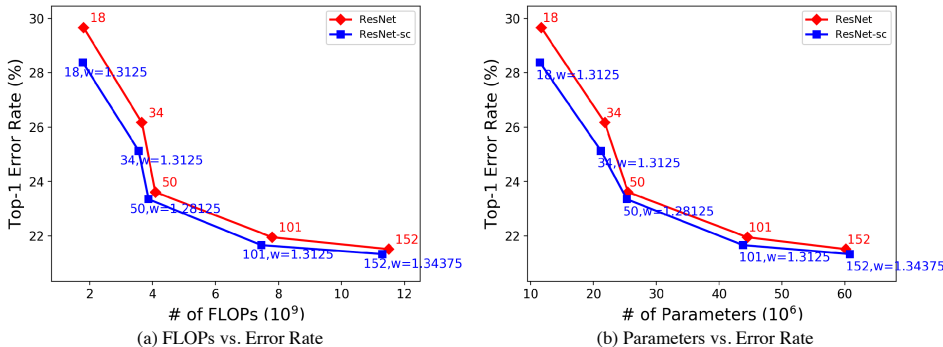 30
28
26
24
22
Top-1 Error Rate (%)
ResNet
ResNet-sc
18
18,w=1.3125
34
34,w=1.3125
50
50,w=1.28125
101
101,w=1.3125
152
152,w=1.34375
2 4 6 8 10 12
# of FLOPs (10⁹)
(a) FLOPs vs. Error Rate
30
28
26
24
22
Top-1 Error Rate (%)
ResNet
ResNet-sc
18
18,w=1.3125
34
34,w=1.3125
50
50,w=1.28125
101
101,w=1.3125
152
152,w=1.34375
10 20 30 40 50 60
# of Parameters (10⁶)
(b) Parameters vs. Error Rate